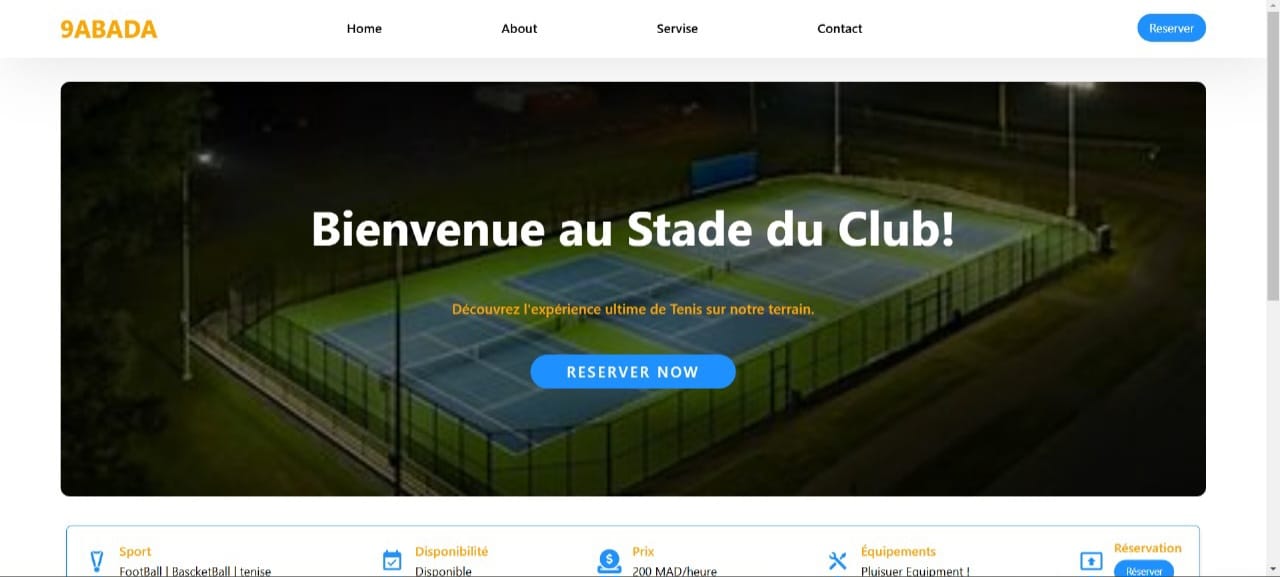 9ABADA
Home About Servise Contact Reserver
Bienvenue au Stade du Club!
Découvrez l'expérience ultime de Tenis sur notre terrain.
RESERVER NOW
Sport Disponibilité Prix Équipements Réservation
FootBall | BascketBall | tenise Disponible 200 MAD/heure Pluisuer Equipment ! Réserver